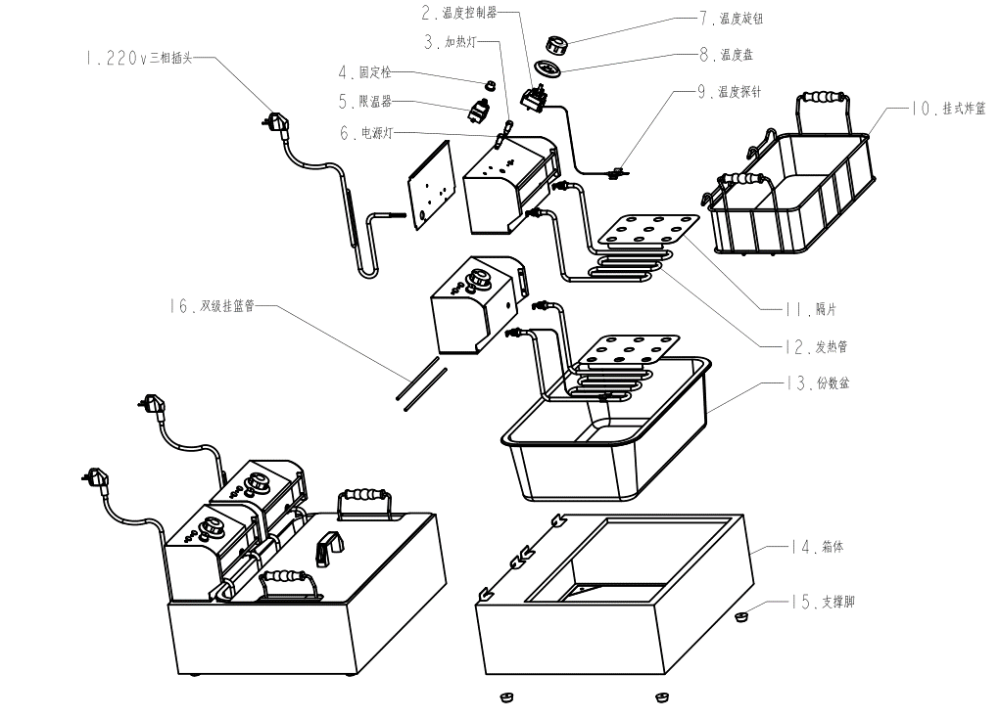 1.220v三相插头
2.温度控制器
3.加热灯
4.固定栓
5.限温器
6.电源灯
7.温度旋钮
8.温度盘
9.温度探针
10.挂式炸篮
11.隔片
12.发热管
13.份数盆
14.箱体
15.支撑脚
16.双级挂篮管